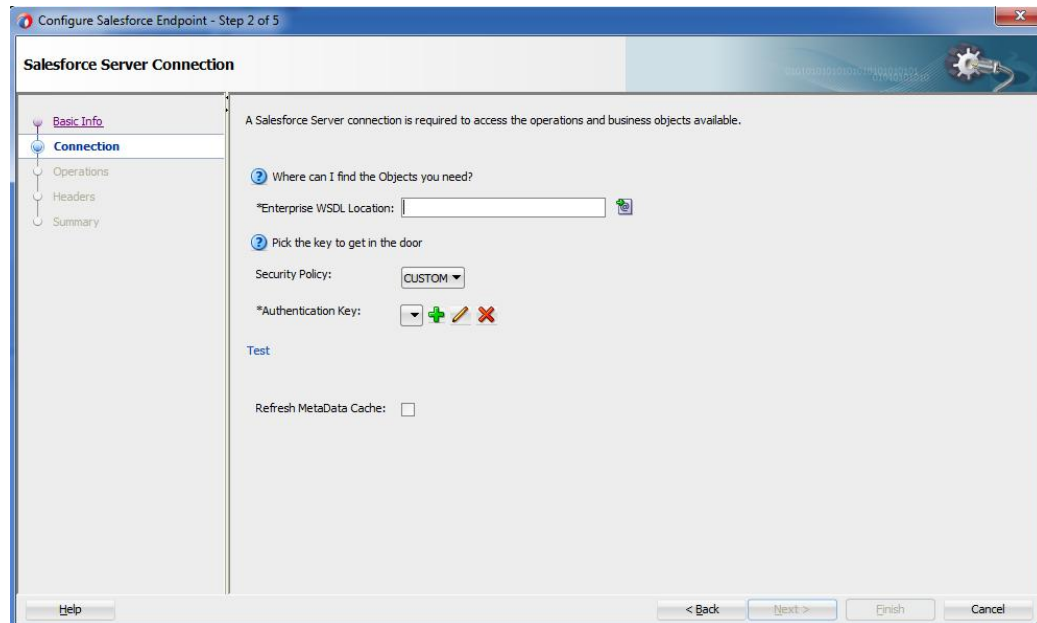 Configure Salesforce Endpoint - Step 2 of 5
Salesforce Server Connection
Basic Info
Connection
Operations
Headers
Summary
A Salesforce Server connection is required to access the operations and business objects available.
Where can I find the Objects you need?
*Enterprise WSDL Location:
Pick the key to get in the door
Security Policy: CUSTOM
*Authentication Key:
Test
Refresh MetaData Cache:
Help < Back Next > Finish Cancel